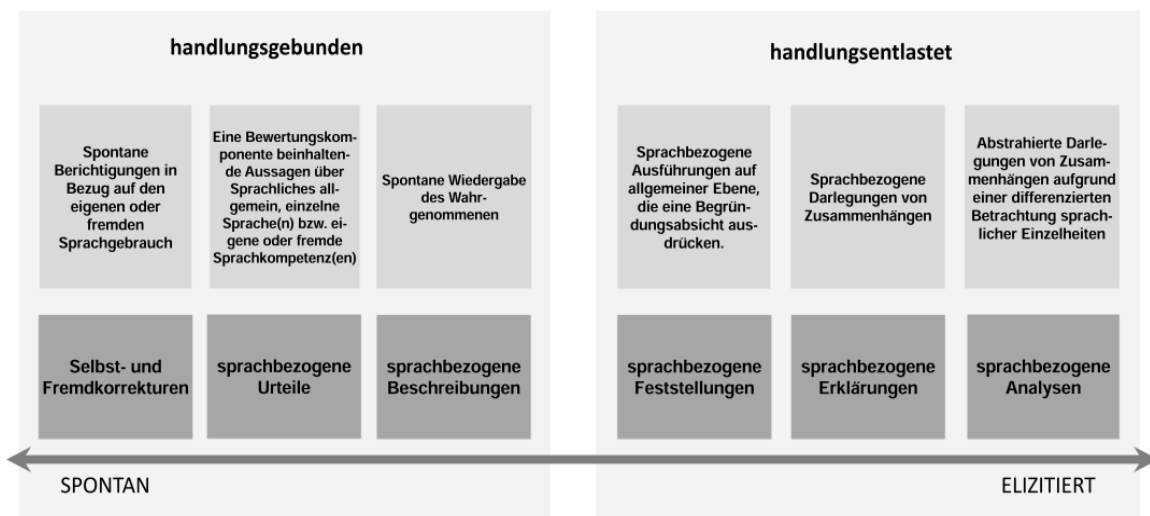 handlungsgebunden
Spontane
Berichtigungen in
Bezug auf den
eigenen oder
fremden
Sprachgebrauch
Eine Bewertungskom-
ponente beinhalten-
de Aussagen über
Sprachliches all-
gemein, einzelne
Sprache(n) bzw. ei-
gene oder fremde
Sprachkompetenz(en)
Spontane Wiedergabe
des Wahr-
genommenen
Selbst- und
Fremdkorrekturen
sprachbezogene
Urteile
sprachbezogene
Beschreibungen
handlungsentlastet
Sprachbezogene
Ausführungen auf
allgemeiner Ebene,
die eine Begrün-
dungsabsicht aus-
drücken.
Sprachbezogene
Darlegungen von
Zusammenhängen
Abstrahierte Darle-
gungen von Zusam-
menhängen aufgrund
einer differenzierten
Betrachtung sprach-
licher Einzelheiten
sprachbezogene
Feststellungen
sprachbezogene
Erklärungen
sprachbezogene
Analysen
SPONTAN
ELIZITIERT